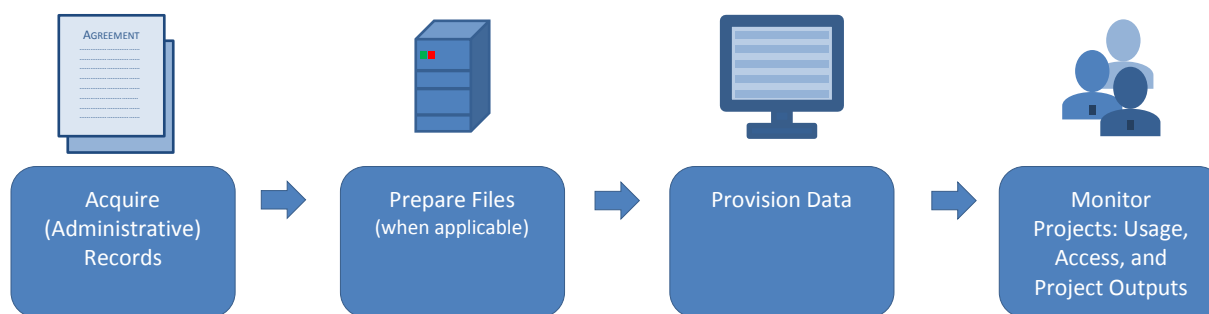 AGREEMENT
Acquire
(Administrative)
Records
Prepare Files
(when applicable)
Provision Data
Monitor
Projects: Usage,
Access, and
Project Outputs